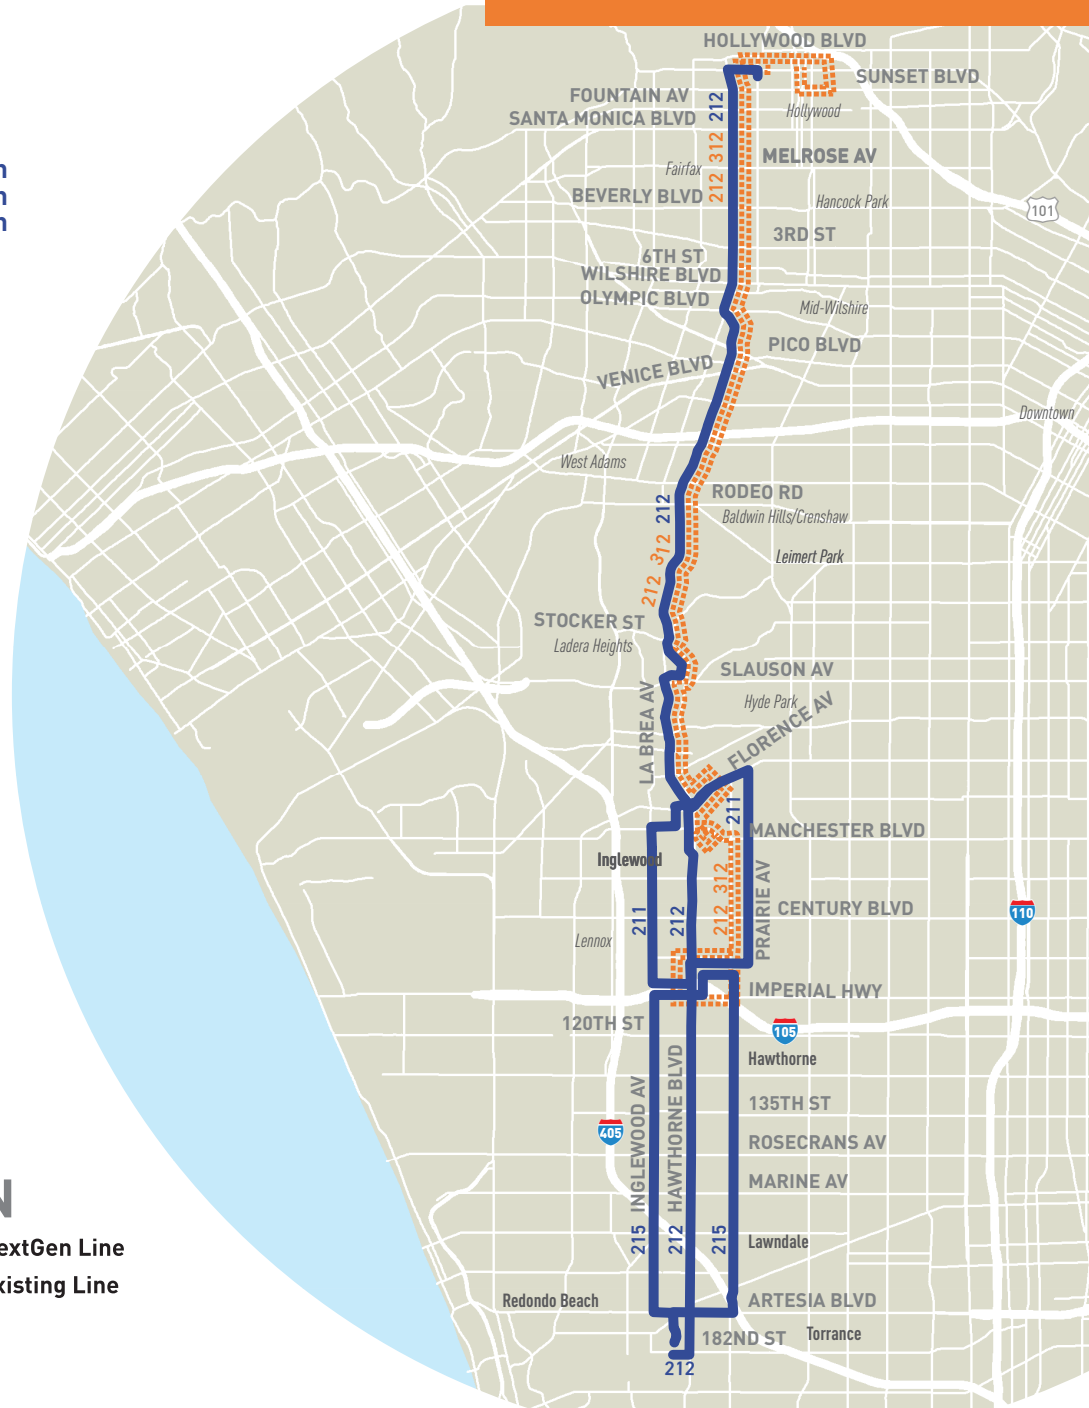 HOLLYWOOD BLVD
SUNSET BLVD
FOUNTAIN AV
212
Hollywood
SANTA MONICA BLVD
312
MELROSE AV
Fairfax
212
BEVERLY BLVD
Hancock Park
101
3RD ST
6TH ST
WILSHIRE BLVD
OLYMPIC BLVD
Mid-Wilshire
PICO BLVD
VENICE BLVD
Downtown
West Adams
RODEO RD
212
Baldwin Hills/Crenshaw
312
Leimert Park
212
STOCKER ST
Ladera Heights
SLAUSON AV
LA BREA AV
Hyde Park
FLORENCE AV
211
MANCHESTER BLVD
Inglewood
312
PRAIRIE AV
CENTURY BLVD
110
211
212
212
Lennox
IMPERIAL HWY
120TH ST
105
Hawthorne
INGLEWOOD AV
HAWTHORNE BLVD
135TH ST
405
ROSECRANS AV
MARINE AV
215
212
215
Lawndale
N
extGen Line
xisting Line
Redondo Beach
ARTESIA BLVD
182ND ST
Torrance
212